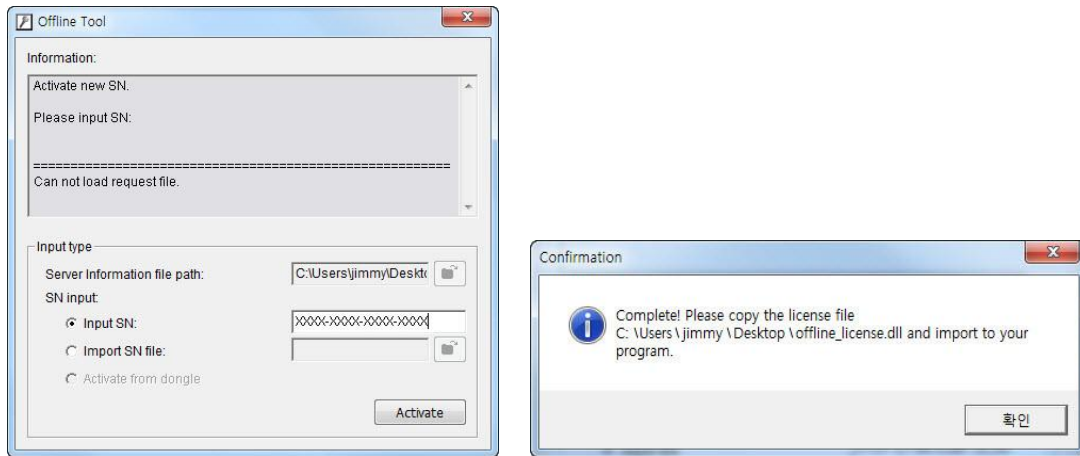 Offline Tool
Information:
Activate new SN.
Please input SN:
=======================================================
Can not load request file.
Input type
Server Information file path:
C:\Users\jimmy\Deskto
SN input:
Input SN:
XXXX-XXXX-XXXX-XXXX
Import SN file:
Activate from dongle
Activate
Confirmation
Complete! Please copy the license file
C: \Users \ jimmy \ Desktop \ offline_license.dll and import to your
program.
확인